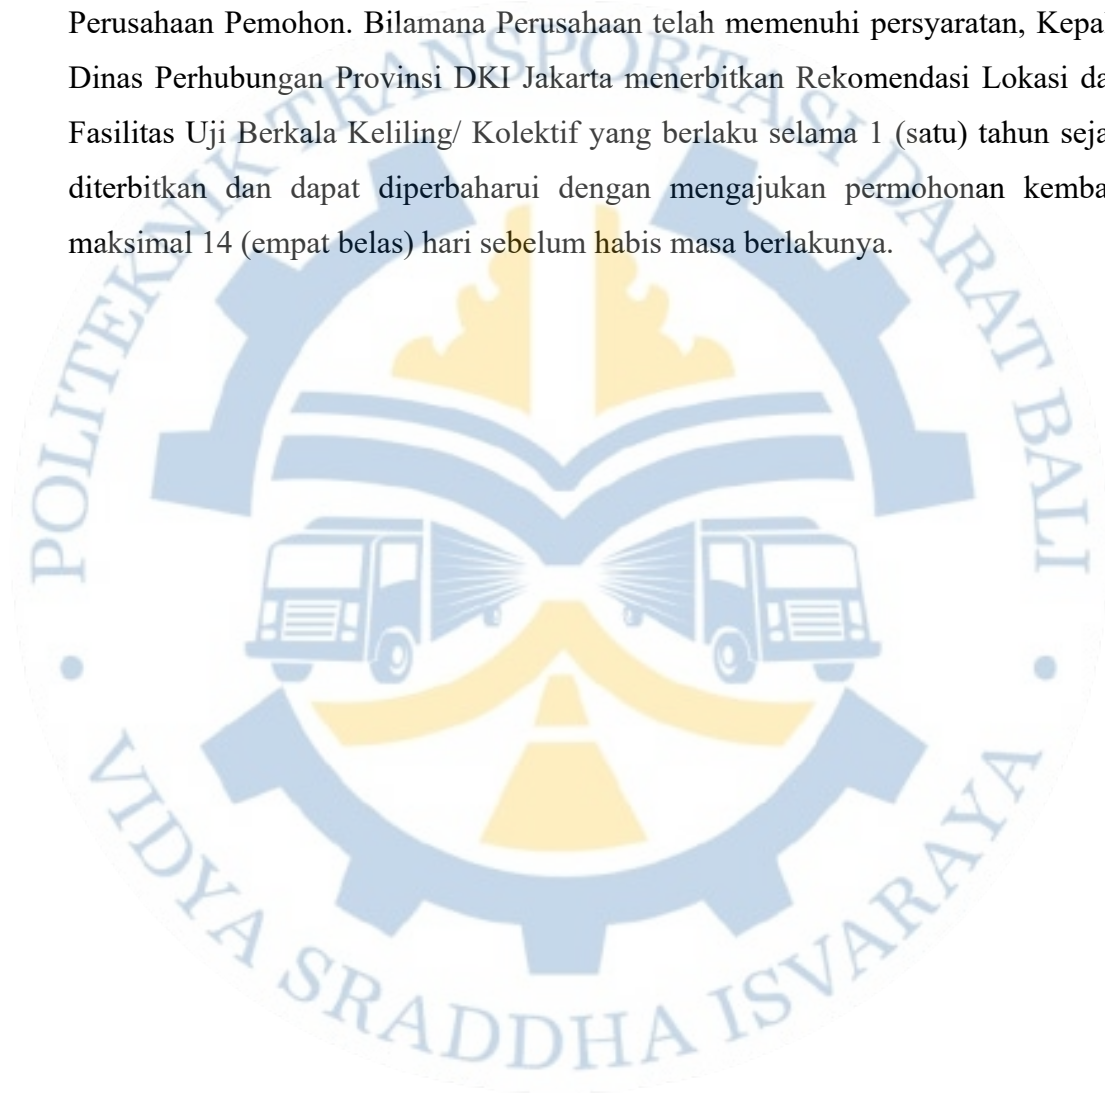 Perusahaan Pemohon. Bilamana Perusahaan telah memenuhi persyaratan, Kepa
Dinas Perhubungan Provinsi DKI Jakarta menerbitkan Rekomendasi Lokasi da
Fasilitas Uji Berkala Keliling/ Kolektif yang berlaku selama 1 (satu) tahun seja
diterbitkan dan dapat diperbaharui dengan mengajukan permohonan kemba
maksimal 14 (empat belas) hari sebelum habis masa berlakunya.
POLITEKNIK TRANSPORTASI DARAT BALI
VIDYA SRADDHA ISVARAYA